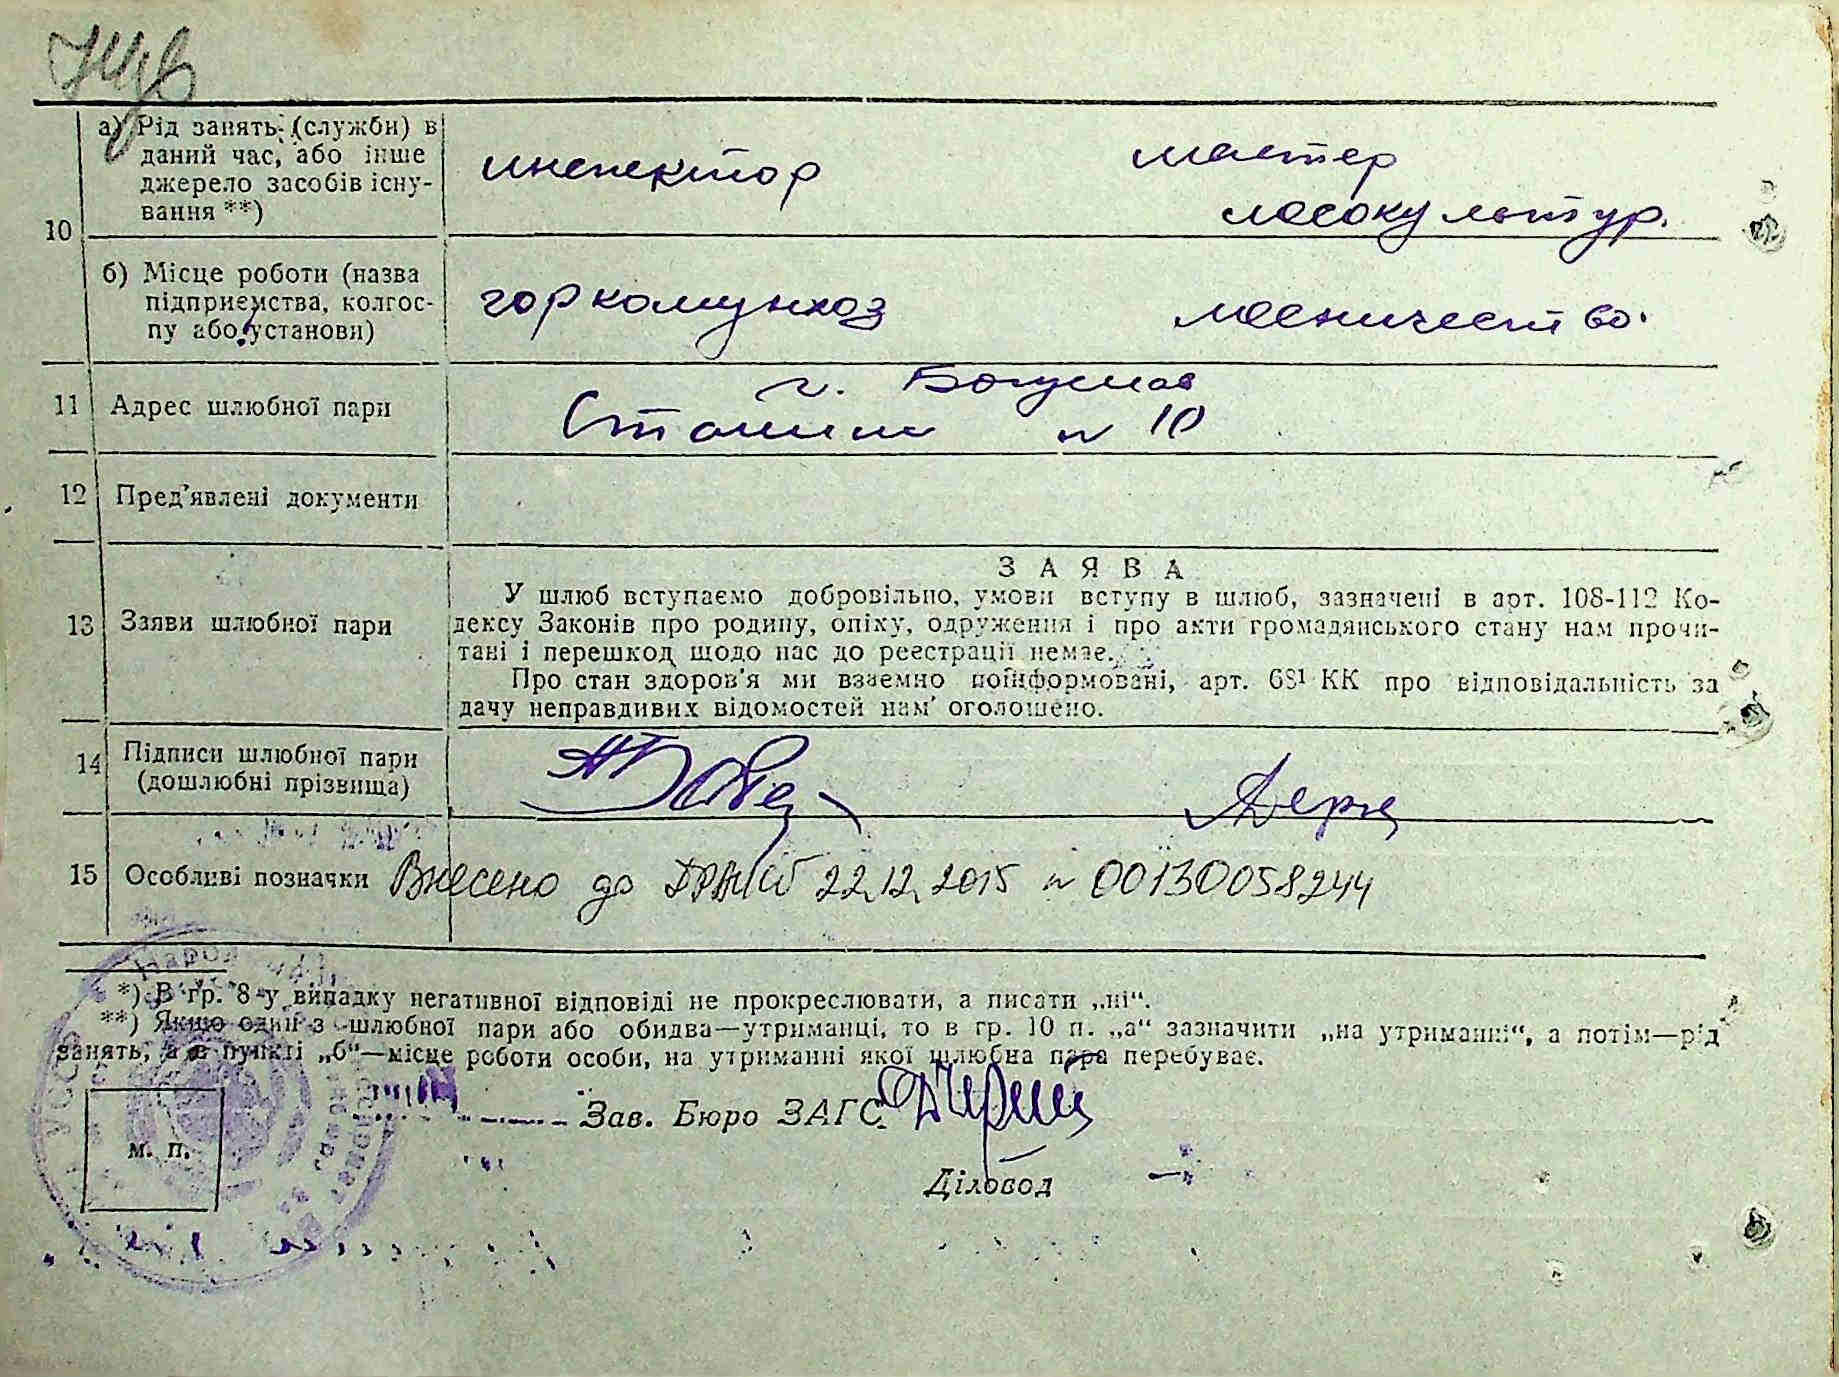 10
а) Рід занять (служби) в
даний час, або інше
джерело засобів існу-
вання **)
инспектор
мастер
лесокультур.
б) Місце роботи (назва
підприємства, колгос-
пу або установи)
горкомунхоз
лесничество.
11
Адрес шлюбної пари
г. Богуслав
Сталина № 10
12
Пред'явлені документи
13
Заяви шлюбної пари
ЗАЯВА
У шлюб вступаємо добровільно, умови вступу в шлюб, зазначені в арт. 108-112 Ко-
дексу Законів про родину, опіку, одруження і про акти громадянського стану нам прочи-
тані і перешкод щодо нас до реєстрації немає.
Про стан здоров'я ми взаємно поінформовані, арт. 68¹ КК про відповідальність за
дачу неправдивих відомостей нам оголошено.
14
Підписи шлюбної пари
(дошлюбні прізвища)
15
Особливі позначки
Внесено до ДРАЦС 22.12.2015 № 00130058244
*) В гр. 8 у випадку негативної відповіді не прокреслювати, а писати „ні“.
**) Якщо один з шлюбної пари або обидва—утриманці, то в гр. 10 п. „а“ зазначити „на утриманні“, а потім—рід
занять, а в пункті „б“—місце роботи особи, на утриманні якої шлюбна пара перебуває.
Зав. Бюро ЗАГС
м. п.
Діловод